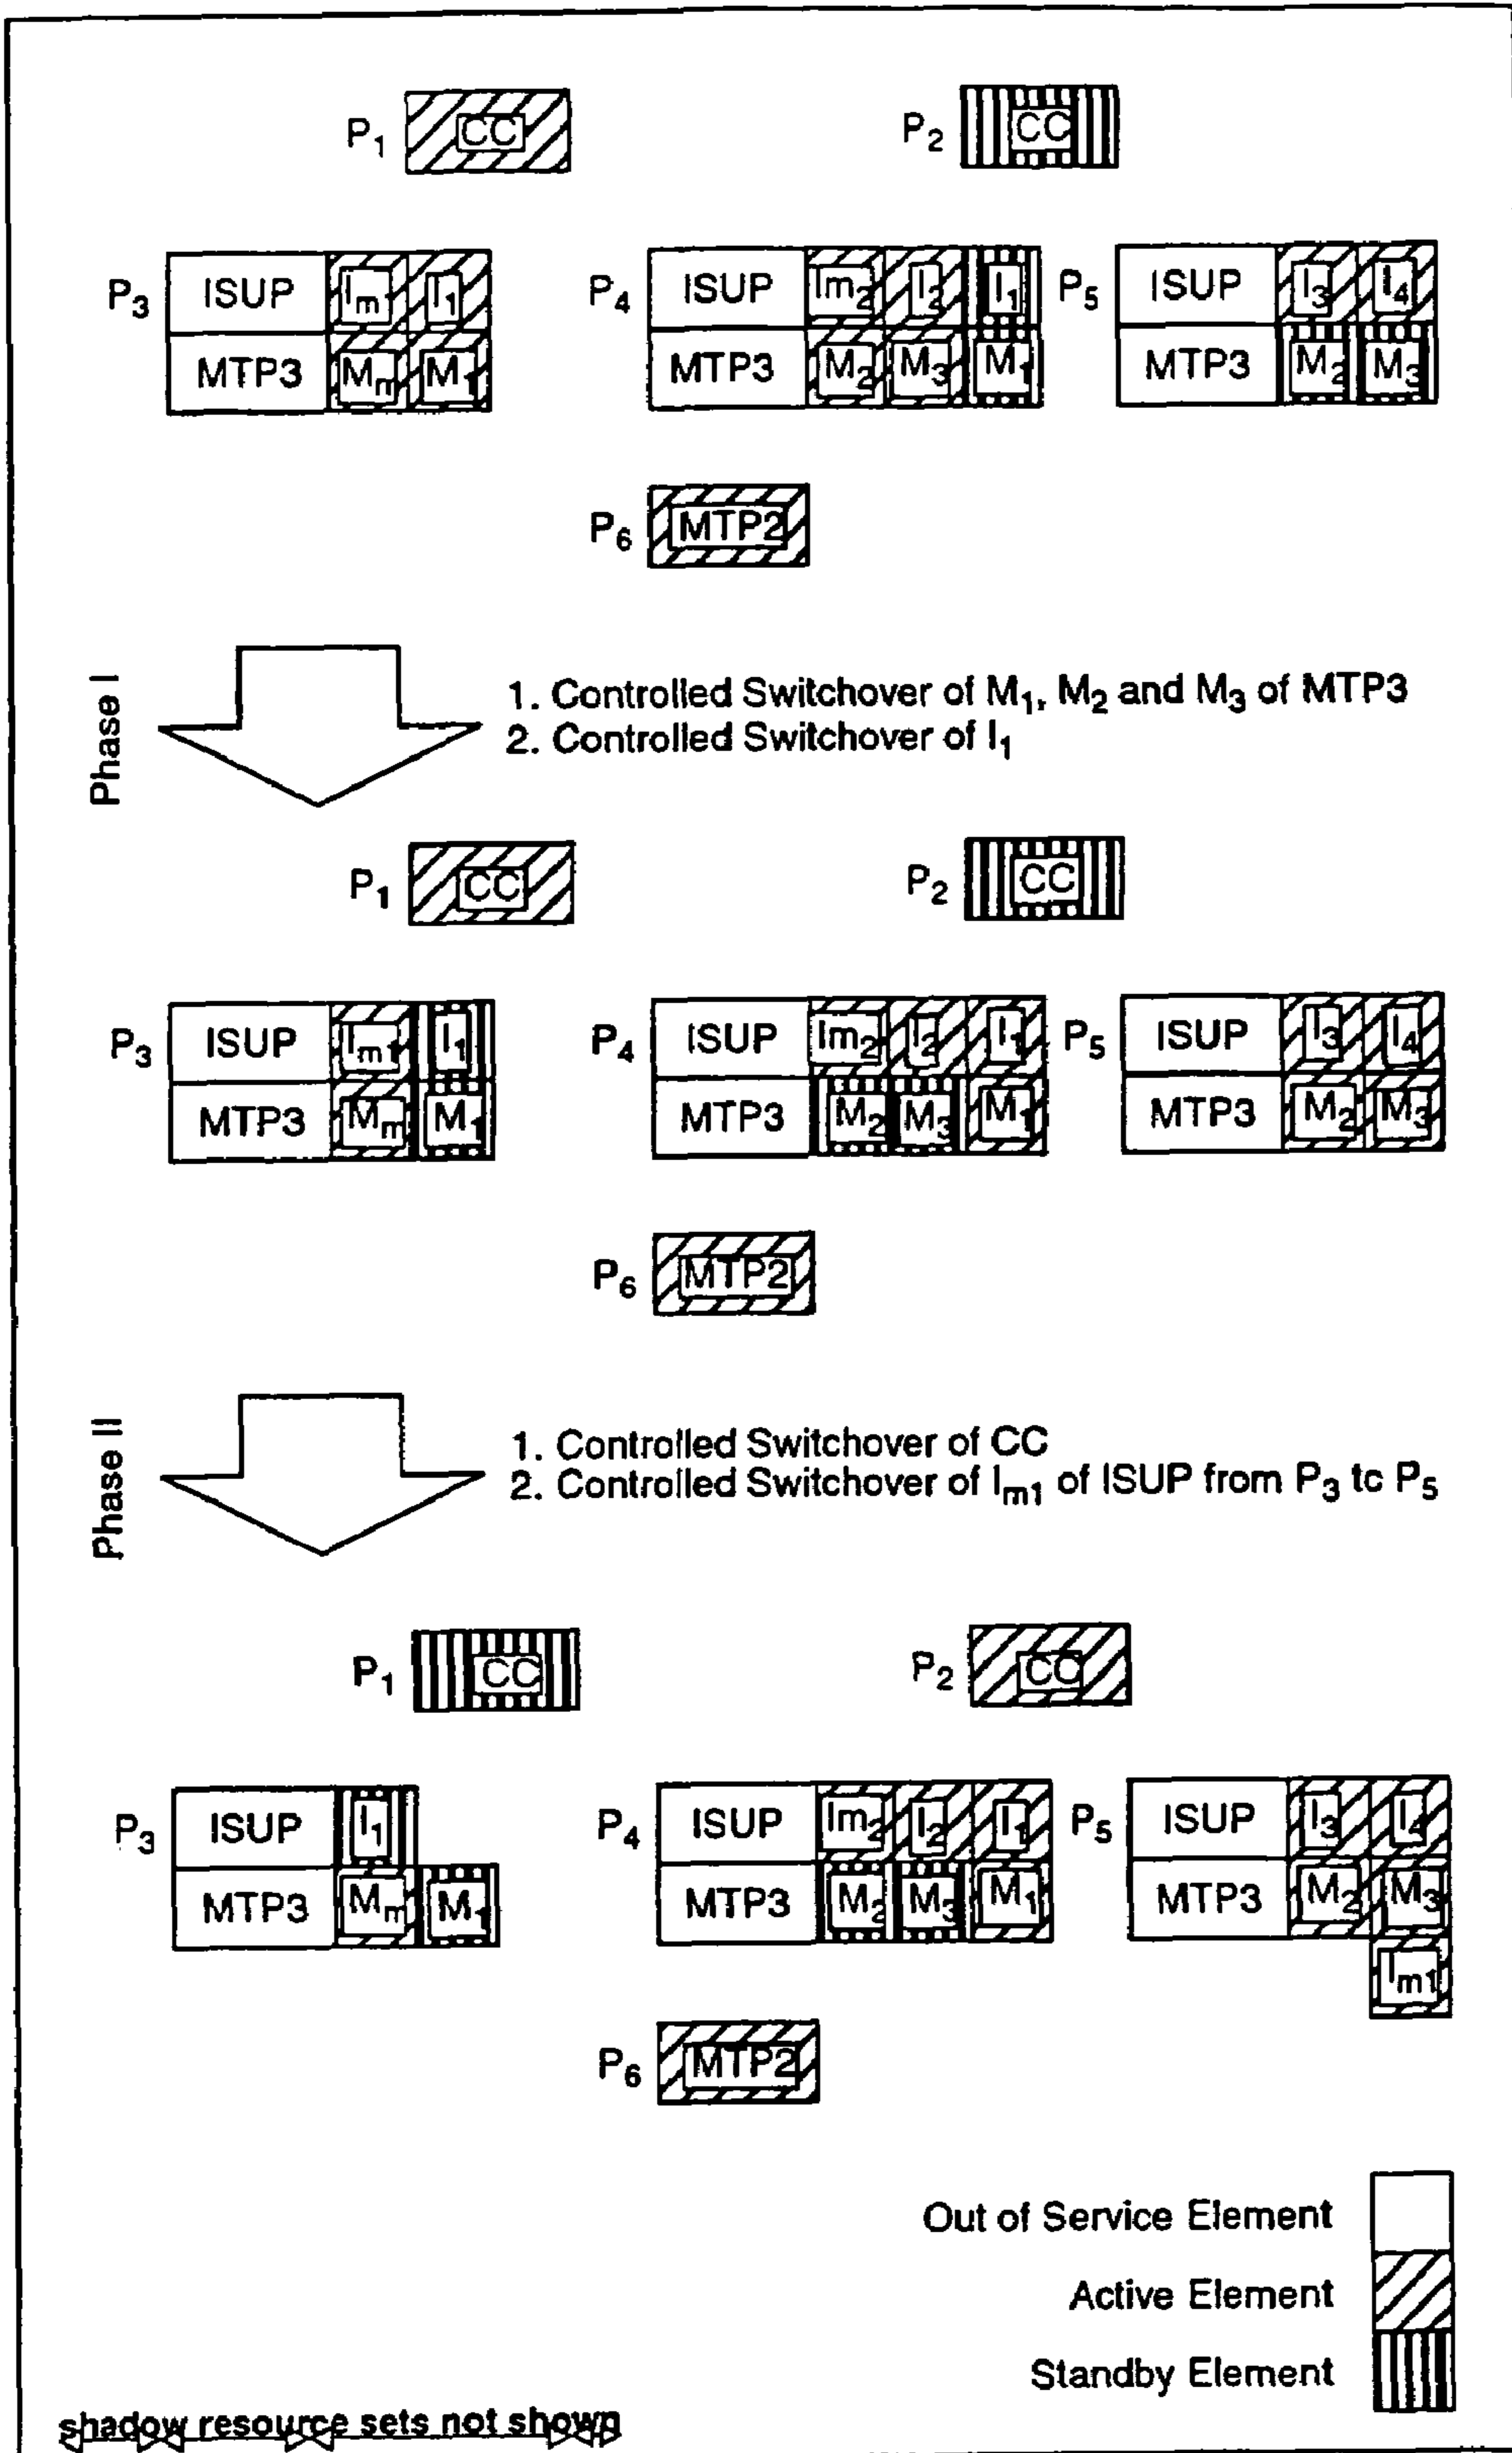 P₁ CC P₂ CC
P₃ ISUP Iₘ₁ I₁ P₄ ISUP Im₂ I₂ I₁ P₅ ISUP I₃ I₄
MTP3 Mₘ M₁ MTP3 M₂ M₃ M₁ MTP3 M₂ M₃
P₆ MTP2
Phase I
1. Controlled Switchover of M₁, M₂ and M₃ of MTP3
2. Controlled Switchover of I₁
P₁ CC P₂ CC
P₃ ISUP Iₘ₁ I₁ P₄ ISUP Im₂ I₂ I₁ P₅ ISUP I₃ I₄
MTP3 Mₘ M₁ MTP3 M₂ M₃ M₁ MTP3 M₂ M₃
P₆ MTP2
Phase II
1. Controlled Switchover of CC
2. Controlled Switchover of Iₘ₁ of ISUP from P₃ tc P₅
P₁ CC P₂ CC
P₃ ISUP I₁ P₄ ISUP Im₂ I₂ I₁ P₅ ISUP I₃ I₄
MTP3 Mₘ M₁ MTP3 M₂ M₃ M₁ MTP3 M₂ M₃
Iₘ₁
P₆ MTP2
Out of Service Element
Active Element
Standby Element
shadow resource sets not shown